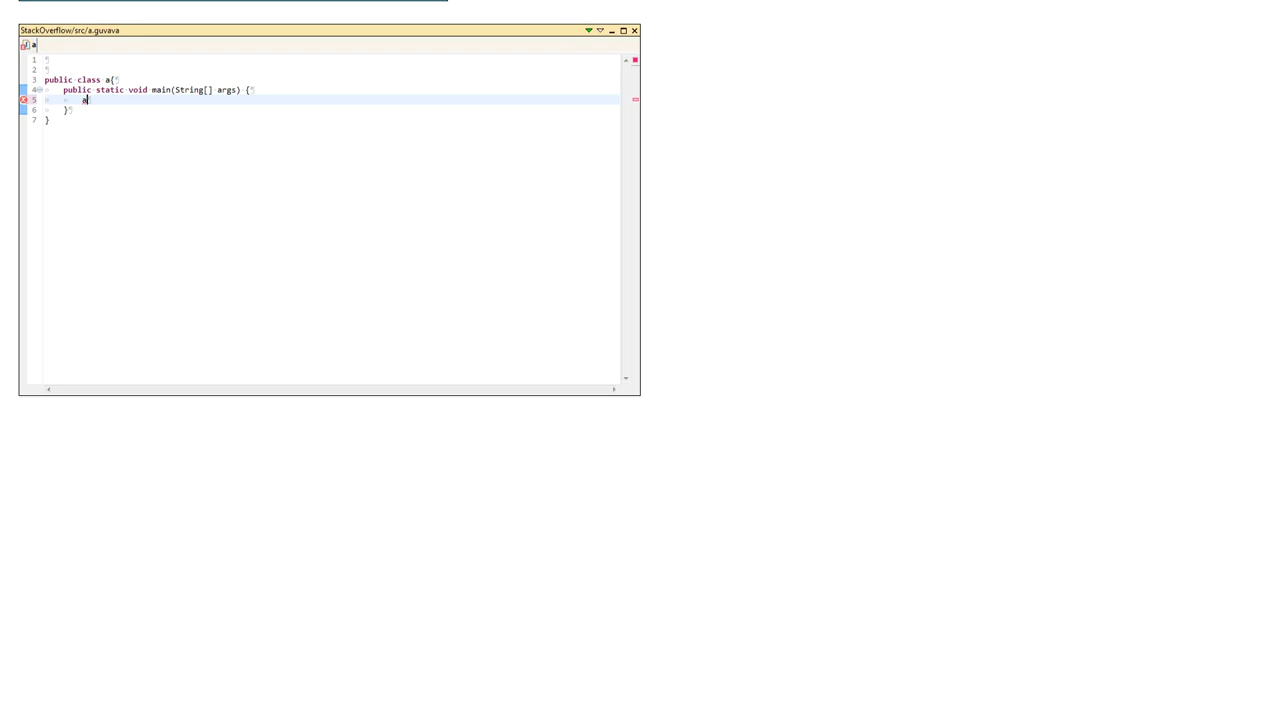 StackOverflow/src/a.guvava
a
1
2
3 public class a{
4 public static void main(String[] args) {
5 a
6 }
7 }